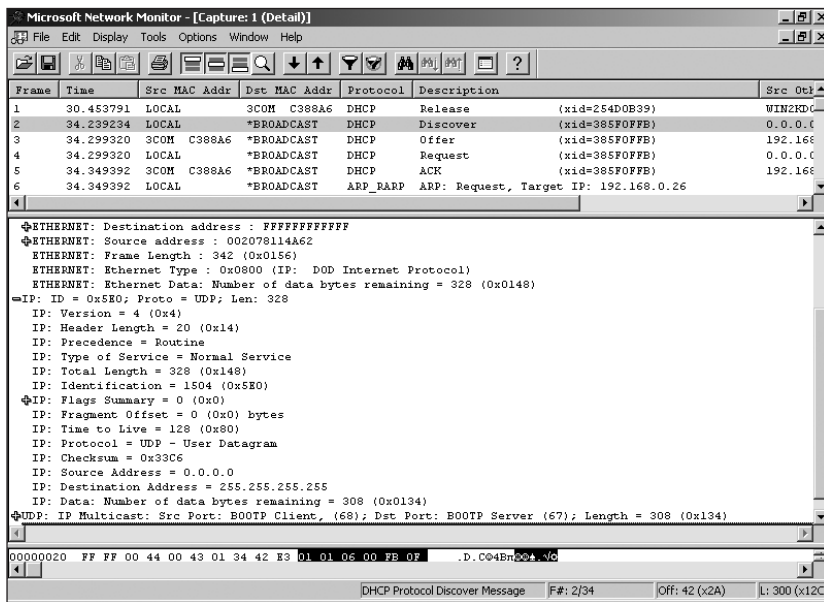 Microsoft Network Monitor - [Capture: 1 (Detail)]
File Edit Display Tools Options Window Help
Frame Time Src MAC Addr Dst MAC Addr Protocol Description Src Oth
1 30.453791 LOCAL 3COM C388A6 DHCP Release (xid=254D0B39) WIN2KDC
2 34.239234 LOCAL *BROADCAST DHCP Discover (xid=385F0FFB) 0.0.0.0
3 34.299320 3COM C388A6 *BROADCAST DHCP Offer (xid=385F0FFB) 192.168
4 34.299320 LOCAL *BROADCAST DHCP Request (xid=385F0FFB) 0.0.0.0
5 34.349392 3COM C388A6 *BROADCAST DHCP ACK (xid=385F0FFB) 192.168
6 34.349392 LOCAL *BROADCAST ARP_RARP ARP: Request, Target IP: 192.168.0.26
ETHERNET: Destination address : FFFFFFFFFFFF
ETHERNET: Source address : 002078114A62
ETHERNET: Frame Length : 342 (0x0156)
ETHERNET: Ethernet Type : 0x0800 (IP: DOD Internet Protocol)
ETHERNET: Ethernet Data: Number of data bytes remaining = 328 (0x0148)
IP: ID = 0x5E0; Proto = UDP; Len: 328
IP: Version = 4 (0x4)
IP: Header Length = 20 (0x14)
IP: Precedence = Routine
IP: Type of Service = Normal Service
IP: Total Length = 328 (0x148)
IP: Identification = 1504 (0x5E0)
IP: Flags Summary = 0 (0x0)
IP: Fragment Offset = 0 (0x0) bytes
IP: Time to Live = 128 (0x80)
IP: Protocol = UDP - User Datagram
IP: Checksum = 0x33C6
IP: Source Address = 0.0.0.0
IP: Destination Address = 255.255.255.255
IP: Data: Number of data bytes remaining = 308 (0x0134)
UDP: IP Multicast: Src Port: BOOTP Client, (68); Dst Port: BOOTP Server (67); Length = 308 (0x134)
00000020 FF FF 00 44 00 43 01 34 42 E3 01 01 06 00 FB 0F
DHCP Protocol Discover Message F#: 2/34 Off: 42 (x2A) L: 300 (x12C